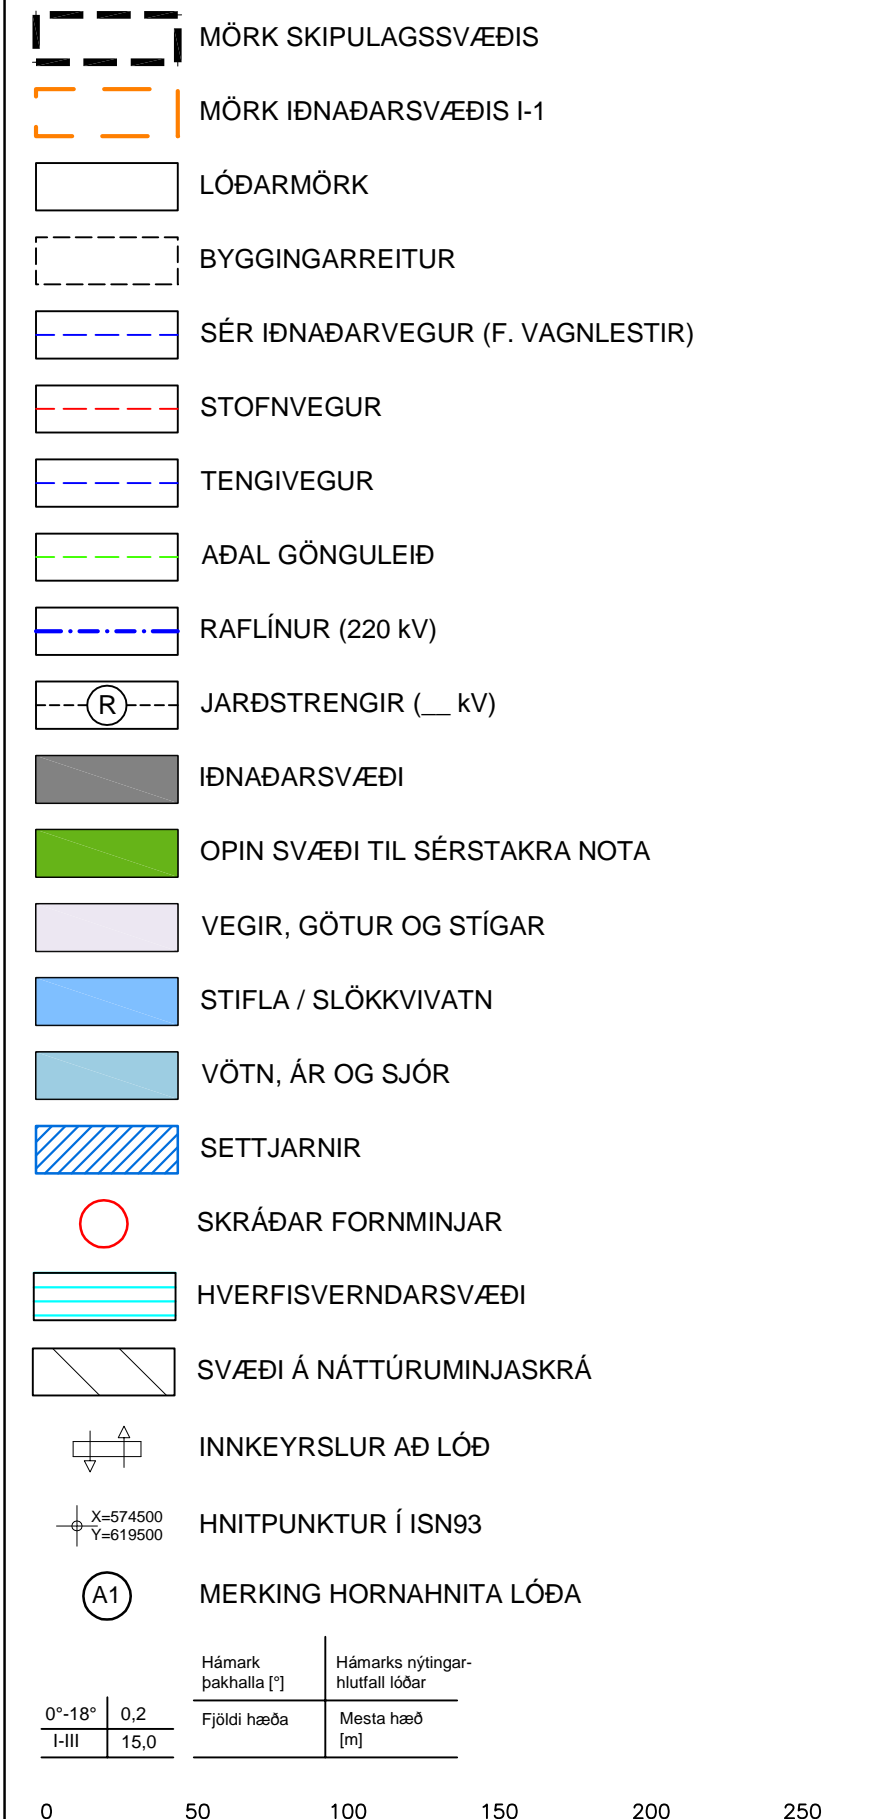 MÖRK SKIPULAGSSVÆÐIS
MÖRK IÐNAÐARSVÆÐIS I-1
LÓÐARMÖRK
BYGGINGARREITUR
SÉR IÐNAÐARVEGUR (F. VAGNLESTIR)
STOFNVEGUR
TENGIVEGUR
AÐAL GÖNGULEIÐ
RAFLÍNUR (220 kV)
R JARÐSTRENGIR (__ kV)
IÐNAÐARSVÆÐI
OPIN SVÆÐI TIL SÉRSTAKRA NOTA
VEGIR, GÖTUR OG STÍGAR
STIFLA / SLÖKKVIVATN
VÖTN, ÁR OG SJÓR
SETTJARNIR
SKRÁÐAR FORNMINJAR
HVERFISVERNDARSVÆÐI
SVÆÐI Á NÁTTÚRUMINJASKRÁ
INNKEYRSLUR AÐ LÓÐ
X=574500
Y=619500
HNITPUNKTUR Í ISN93
A1 MERKING HORNAHNITA LÓÐA
Hámark
þakhalla [°]
Hámarks nýtingar-
hlutfall lóðar
0°-18° 0,2
I-III 15,0
Fjöldi hæða
Mesta hæð
[m]
0 50 100 150 200 250